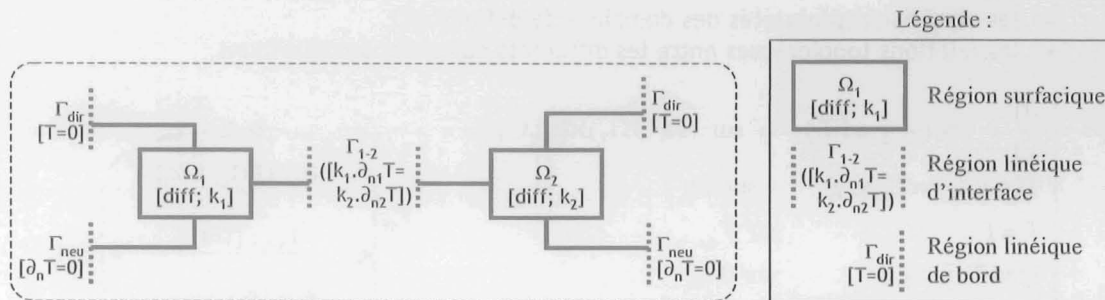 Légende :
Γdir
[T=0]
Ω1
[diff; k1]
Γneu
[∂nT=0]
Γ1-2
([k1.∂n1T=
k2.∂n2T])
Ω2
[diff; k2]
Γdir
[T=0]
Γneu
[∂nT=0]
Ω1
[diff; k1]
Région surfacique
Γ1-2
([k1.∂n1T=
k2.∂n2T])
Région linéique
d'interface
Γdir
[T=0]
Région linéique
de bord